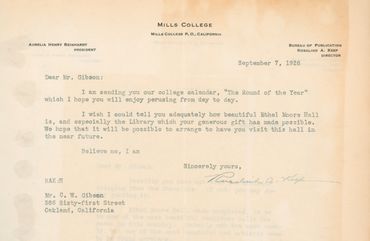 MILLS COLLEGE
MILLS COLLEGE P. O., CALIFORNIA
AURELIA HENRY REINHARDT
PRESIDENT
BUREAU OF PUBLICATION
ROSALIND A. KEEP
DIRECTOR
September 7, 1926
Dear Mr. Gibson:
I am sending you our college calendar, "The Round of the Year"
which I hope you will enjoy perusing from day to day.
I wish I could tell you adequately how beautiful Ethel Moore Hall
is, and especially the Library which your generous gift has made possible.
We hope that it will be possible to arrange to have you visit this hall in
the near future.
Believe me, I am
Sincerely yours,
Rosalind A. Keep
RAK:
Mr. C. W. Gibson
566 Sixty-first Street
Oakland, California